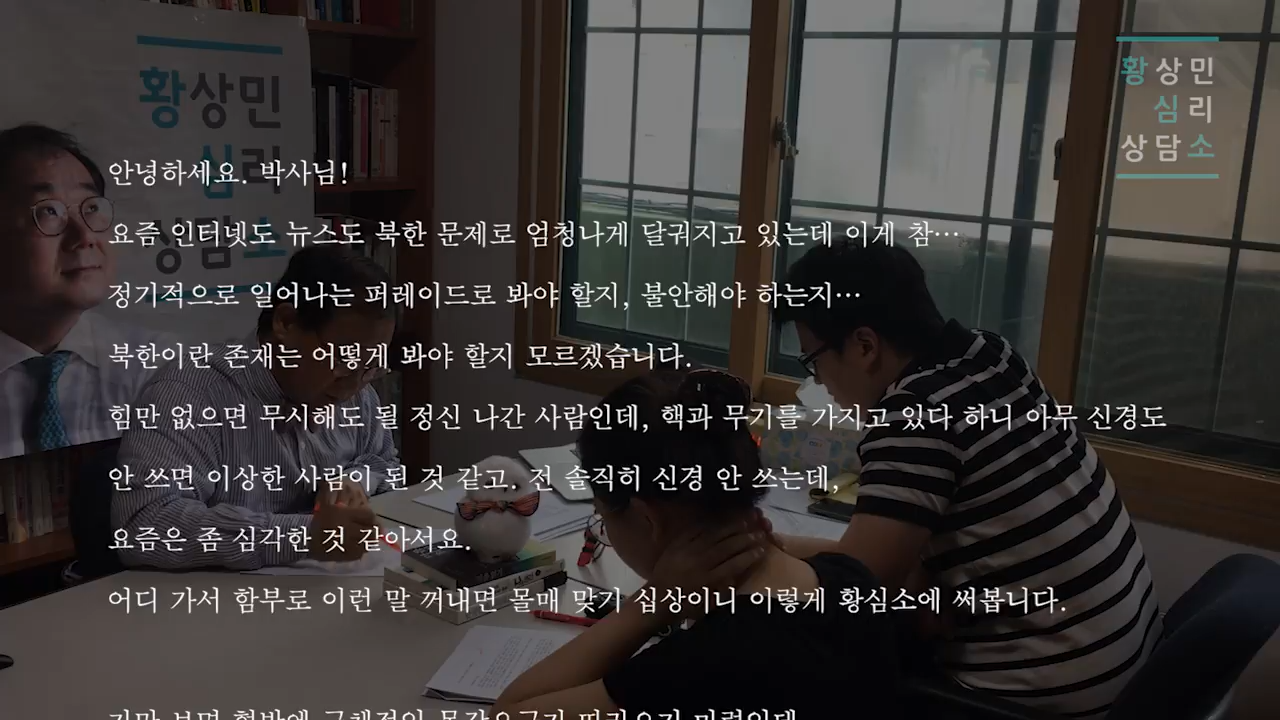 황상민
심리
상담소
황상민
심리
상담소
안녕하세요. 박사님!
요즘 인터넷도 뉴스도 북한 문제로 엄청나게 달궈지고 있는데 이게 참…
정기적으로 일어나는 퍼레이드로 봐야 할지, 불안해야 하는지…
북한이란 존재는 어떻게 봐야 할지 모르겠습니다.
힘만 없으면 무시해도 될 정신 나간 사람인데, 핵과 무기를 가지고 있다 하니 아무 신경도
안 쓰면 이상한 사람이 된 것 같고. 전 솔직히 신경 안 쓰는데,
요즘은 좀 심각한 것 같아서요.
어디 가서 함부로 이런 말 꺼내면 몰매 맞기 십상이니 이렇게 황심소에 써봅니다.